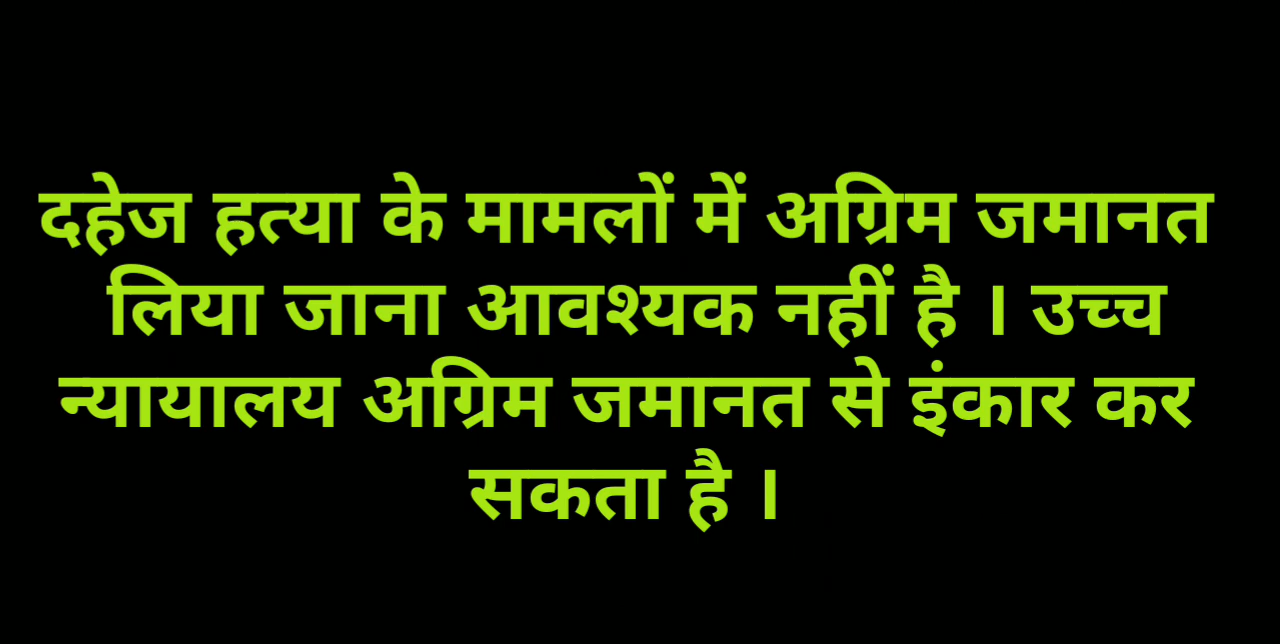 दहेज हत्या के मामलों में अग्रिम जमानत
लिया जाना आवश्यक नहीं है । उच्च
न्यायालय अग्रिम जमानत से इंकार कर
सकता है ।